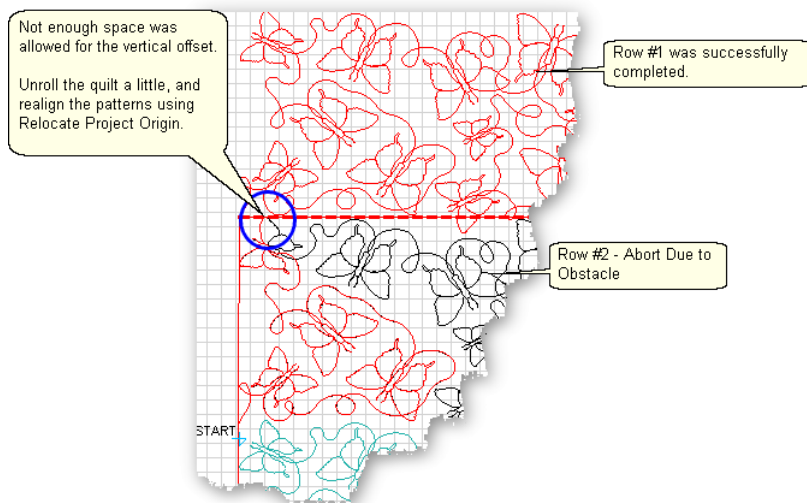 Not enough space was
allowed for the vertical offset.
Unroll the quilt a little, and
realign the patterns using
Relocate Project Origin.
Row #1 was successfully
completed.
Row #2 - Abort Due to
Obstacle
START